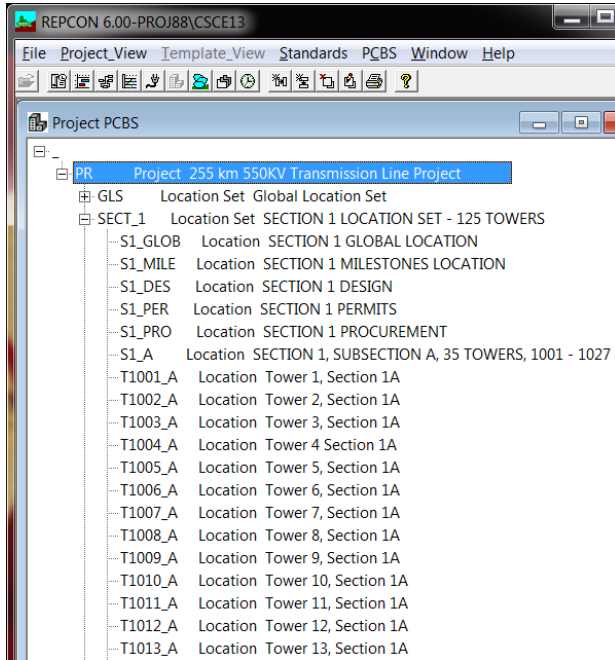 REPCON 6.00-PROJ88\CSCE13
File Project_View Template_View Standards PCBS Window Help
Project PCBS
_
PR Project 255 km 550KV Transmission Line Project
GLS Location Set Global Location Set
SECT_1 Location Set SECTION 1 LOCATION SET - 125 TOWERS
S1_GLOB Location SECTION 1 GLOBAL LOCATION
S1_MILE Location SECTION 1 MILESTONES LOCATION
S1_DES Location SECTION 1 DESIGN
S1_PER Location SECTION 1 PERMITS
S1_PRO Location SECTION 1 PROCUREMENT
S1_A Location SECTION 1, SUBSECTION A, 35 TOWERS, 1001 - 1027
T1001_A Location Tower 1, Section 1A
T1002_A Location Tower 2, Section 1A
T1003_A Location Tower 3, Section 1A
T1004_A Location Tower 4 Section 1A
T1005_A Location Tower 5, Section 1A
T1006_A Location Tower 6, Section 1A
T1007_A Location Tower 7, Section 1A
T1008_A Location Tower 8, Section 1A
T1009_A Location Tower 9, Section 1A
T1010_A Location Tower 10, Section 1A
T1011_A Location Tower 11, Section 1A
T1012_A Location Tower 12, Section 1A
T1013_A Location Tower 13, Section 1A